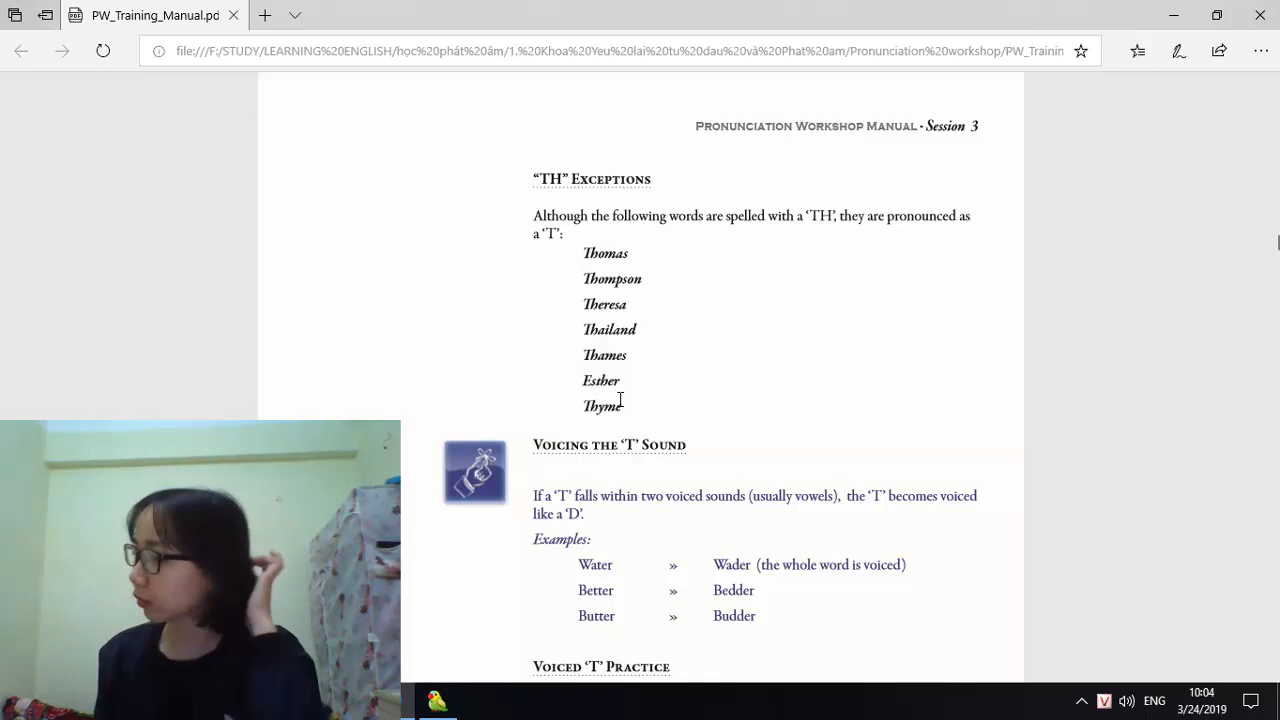 file:///F:/STUDY/LEARNING%20ENGLISH/học%20phát%20âm/1.%20Khoa%20Yeu%20lai%20tu%20dau%20và%20Phat%20am/Pronunciation%20workshop/PW_Trainin
PRONUNCIATION WORKSHOP MANUAL · Session 3
“TH” EXCEPTIONS
Although the following words are spelled with a ‘TH’, they are pronounced as
a ‘T’:
Thomas
Thompson
Theresa
Thailand
Thames
Esther
Thyme
VOICING THE ‘T’ SOUND
If a ‘T’ falls within two voiced sounds (usually vowels), the ‘T’ becomes voiced
like a ‘D’.
Examples:
Water » Wader (the whole word is voiced)
Better » Bedder
Butter » Budder
VOICED ‘T’ PRACTICE
V ENG 10:04
3/24/2019